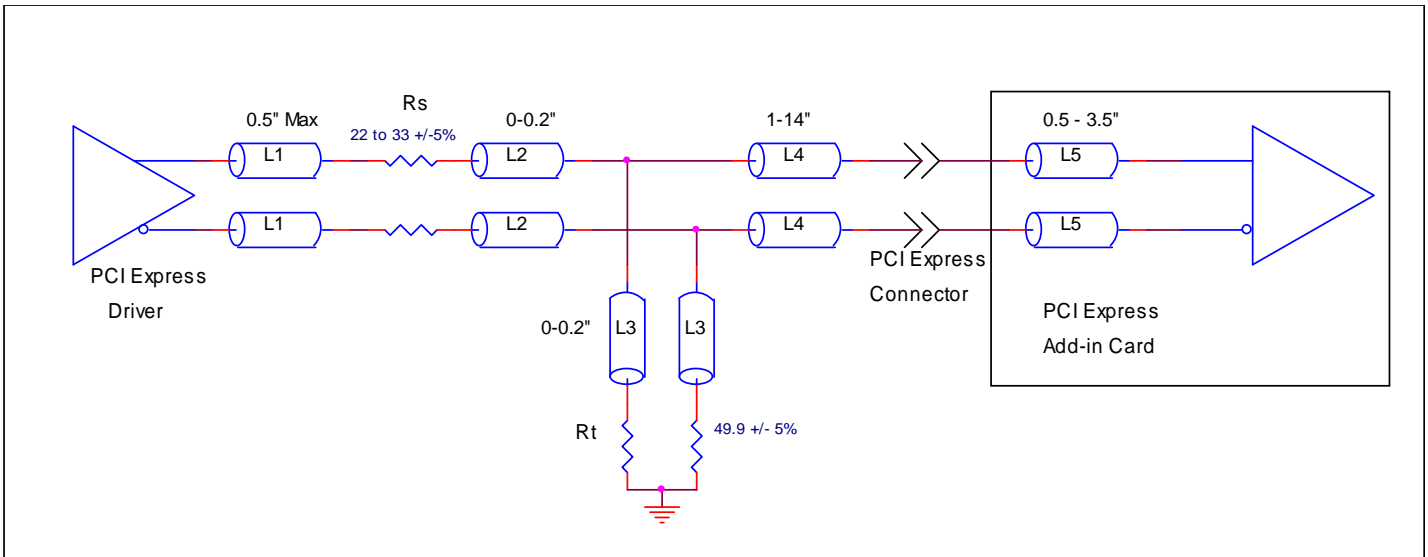 Rs
0.5" Max
22 to 33 +/-5%
0-0.2"
1-14"
0.5 - 3.5"
L1
L2
L4
L5
L1
L2
L4
L5
PCI Express
Driver
PCI Express
Connector
0-0.2"
L3
L3
PCI Express
Add-in Card
Rt
49.9 +/- 5%